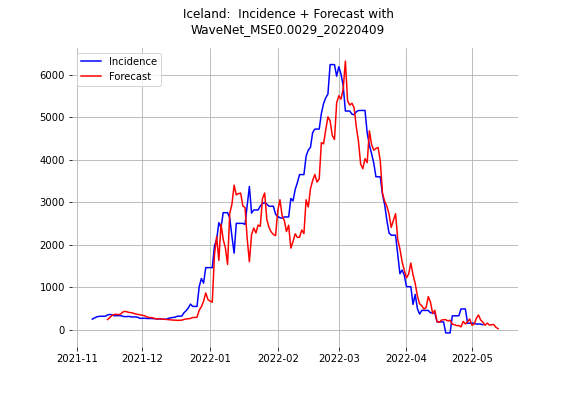 Iceland:  Incidence + Forecast with
WaveNet_MSE0.0029_20220409
Incidence
Forecast
6000
5000
4000
3000
2000
1000
0
2021-11 2021-12 2022-01 2022-02 2022-03 2022-04 2022-05